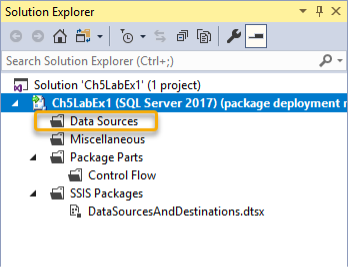 Solution Explorer
Search Solution Explorer (Ctrl+;)
Solution 'Ch5LabEx1' (1 project)
Ch5LabEx1 (SQL Server 2017) (package deployment
Data Sources
Miscellaneous
Package Parts
Control Flow
SSIS Packages
DataSourcesAndDestinations.dtsx